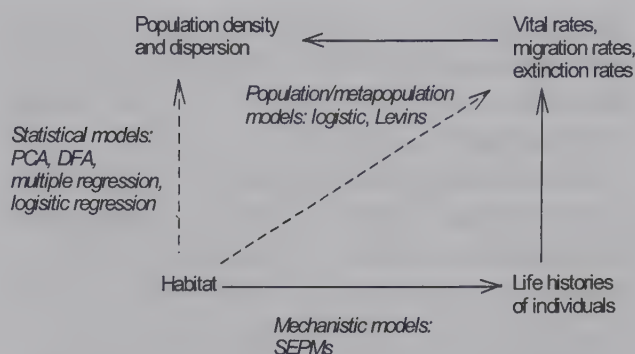 Population density
and dispersion
Vital rates,
migration rates,
extinction rates
Population/metapopulation
models: logistic, Levins
Statistical models:
PCA, DFA,
multiple regression,
logisitic regression
Habitat
Life histories
of individuals
Mechanistic models:
SEPMs